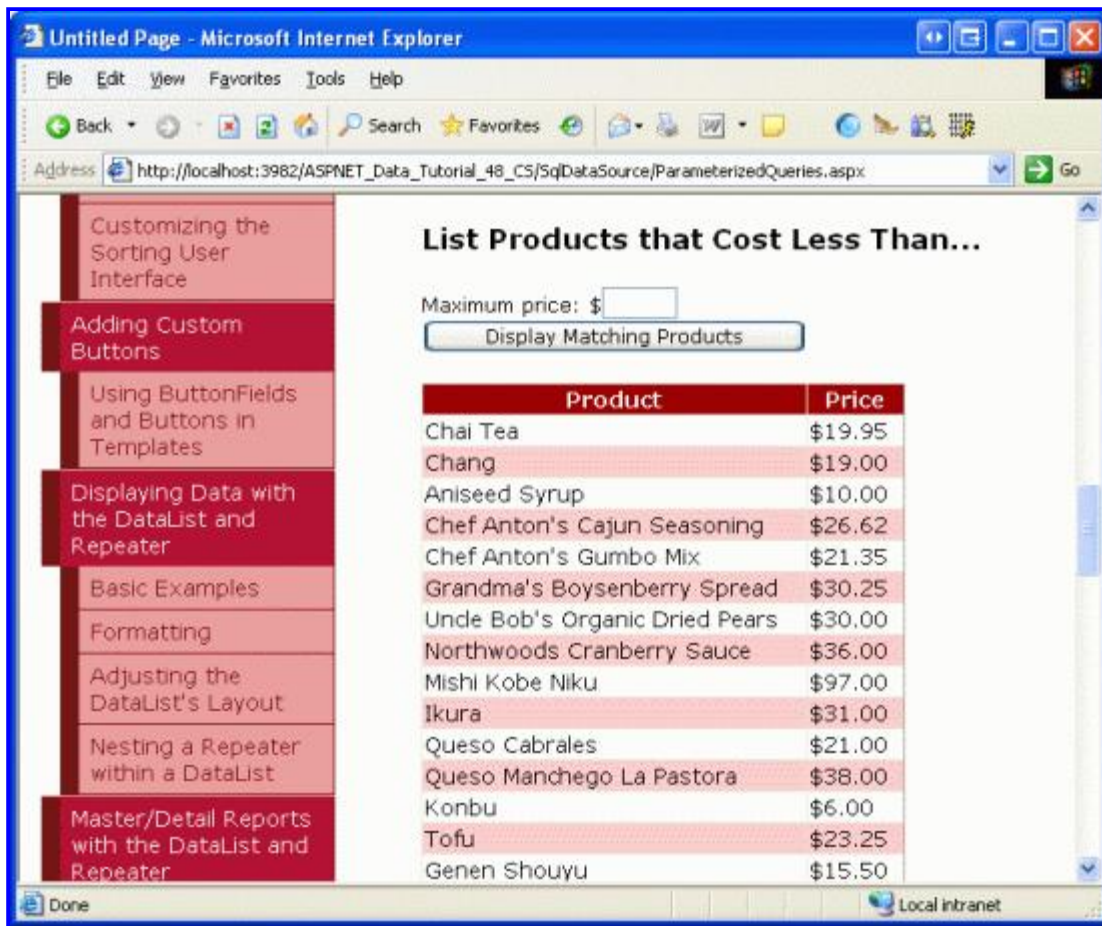 Untitled Page - Microsoft Internet Explorer
File Edit View Favorites Tools Help
Back Search Favorites
Address http://localhost:3982/ASPNET_Data_Tutorial_48_CS/SqlDataSource/ParameterizedQueries.aspx Go
Customizing the
Sorting User
Interface
Adding Custom
Buttons
Using ButtonFields
and Buttons in
Templates
Displaying Data with
the DataList and
Repeater
Basic Examples
Formatting
Adjusting the
DataList's Layout
Nesting a Repeater
within a DataList
Master/Detail Reports
with the DataList and
Repeater
List Products that Cost Less Than...
Maximum price: $
Display Matching Products
Product Price
Chai Tea $19.95
Chang $19.00
Aniseed Syrup $10.00
Chef Anton's Cajun Seasoning $26.62
Chef Anton's Gumbo Mix $21.35
Grandma's Boysenberry Spread $30.25
Uncle Bob's Organic Dried Pears $30.00
Northwoods Cranberry Sauce $36.00
Mishi Kobe Niku $97.00
Ikura $31.00
Queso Cabrales $21.00
Queso Manchego La Pastora $38.00
Konbu $6.00
Tofu $23.25
Genen Shouyu $15.50
Done Local intranet